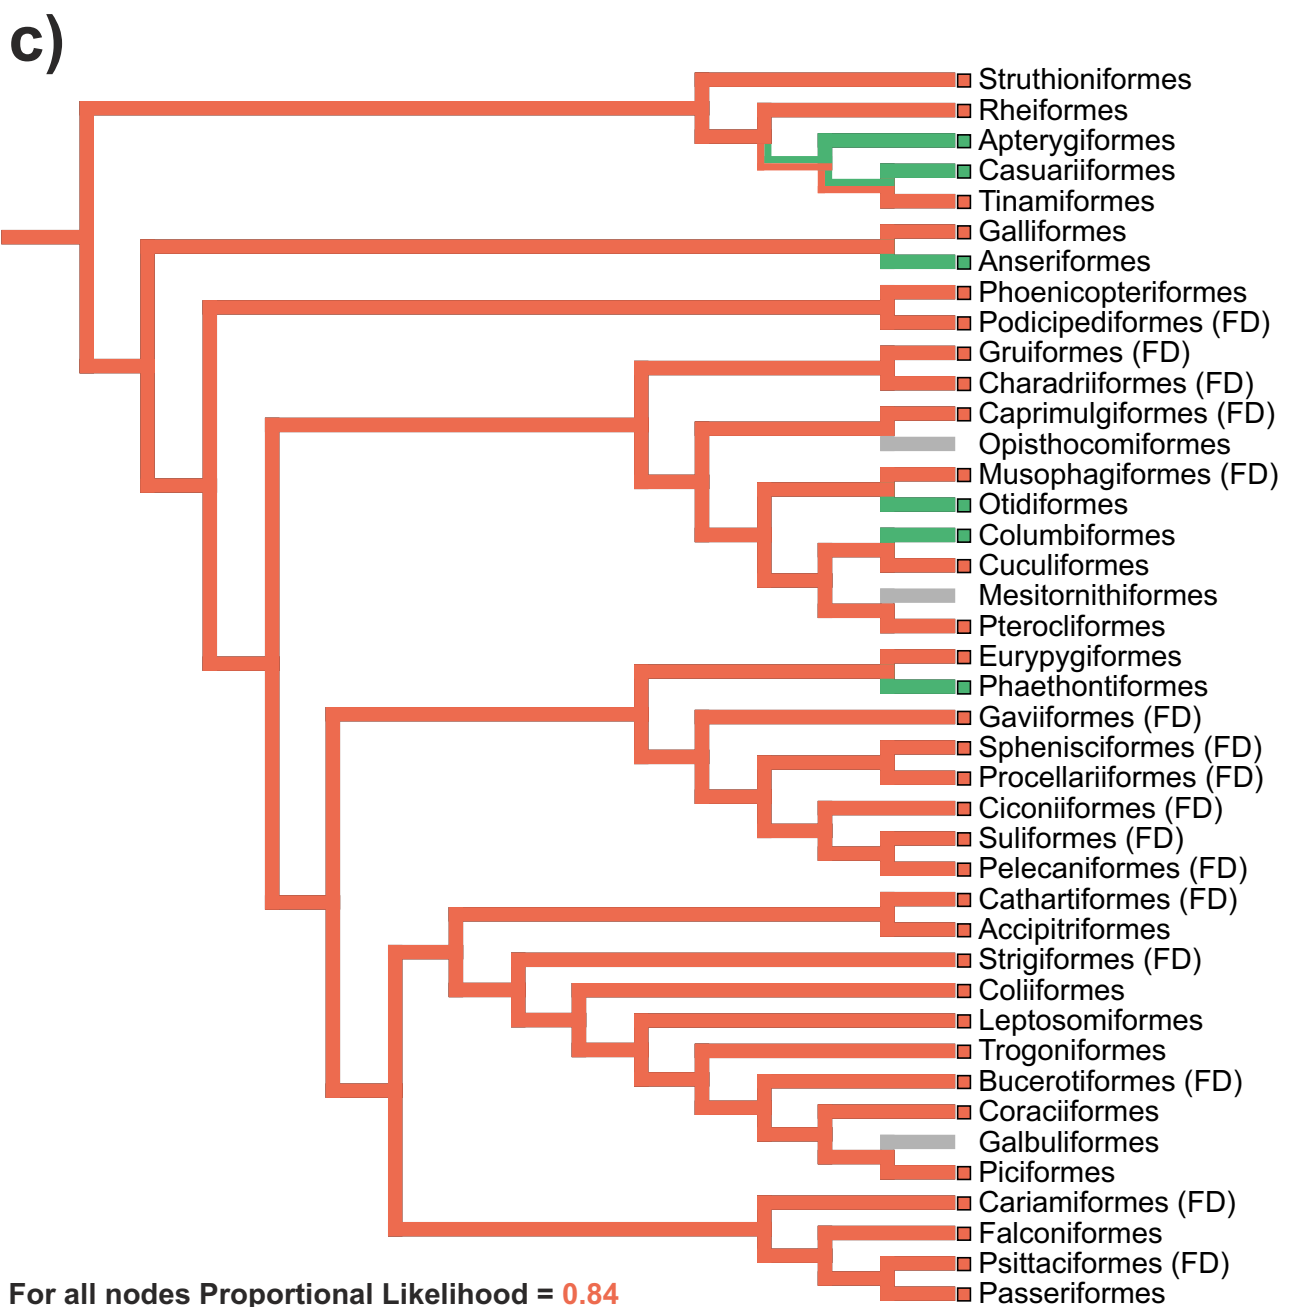 c)
Struthioniformes
Rheiformes
Apterygiformes
Casuariiformes
Tinamiformes
Galliformes
Anseriformes
Phoenicopteriformes
Podicipediformes (FD)
Gruiformes (FD)
Charadriiformes (FD)
Caprimulgiformes (FD)
Opisthocomiformes
Musophagiformes (FD)
Otidiformes
Columbiformes
Cuculiformes
Mesitornithiformes
Pterocliformes
Eurypygiformes
Phaethontiformes
Gaviiformes (FD)
Sphenisciformes (FD)
Procellariiformes (FD)
Ciconiiformes (FD)
Suliformes (FD)
Pelecaniformes (FD)
Cathartiformes (FD)
Accipitriformes
Strigiformes (FD)
Coliiformes
Leptosomiformes
Trogoniformes
Bucerotiformes (FD)
Coraciiformes
Galbuliformes
Piciformes
Cariamiformes (FD)
Falconiformes
Psittaciformes (FD)
Passeriformes
For all nodes Proportional Likelihood = 0.84